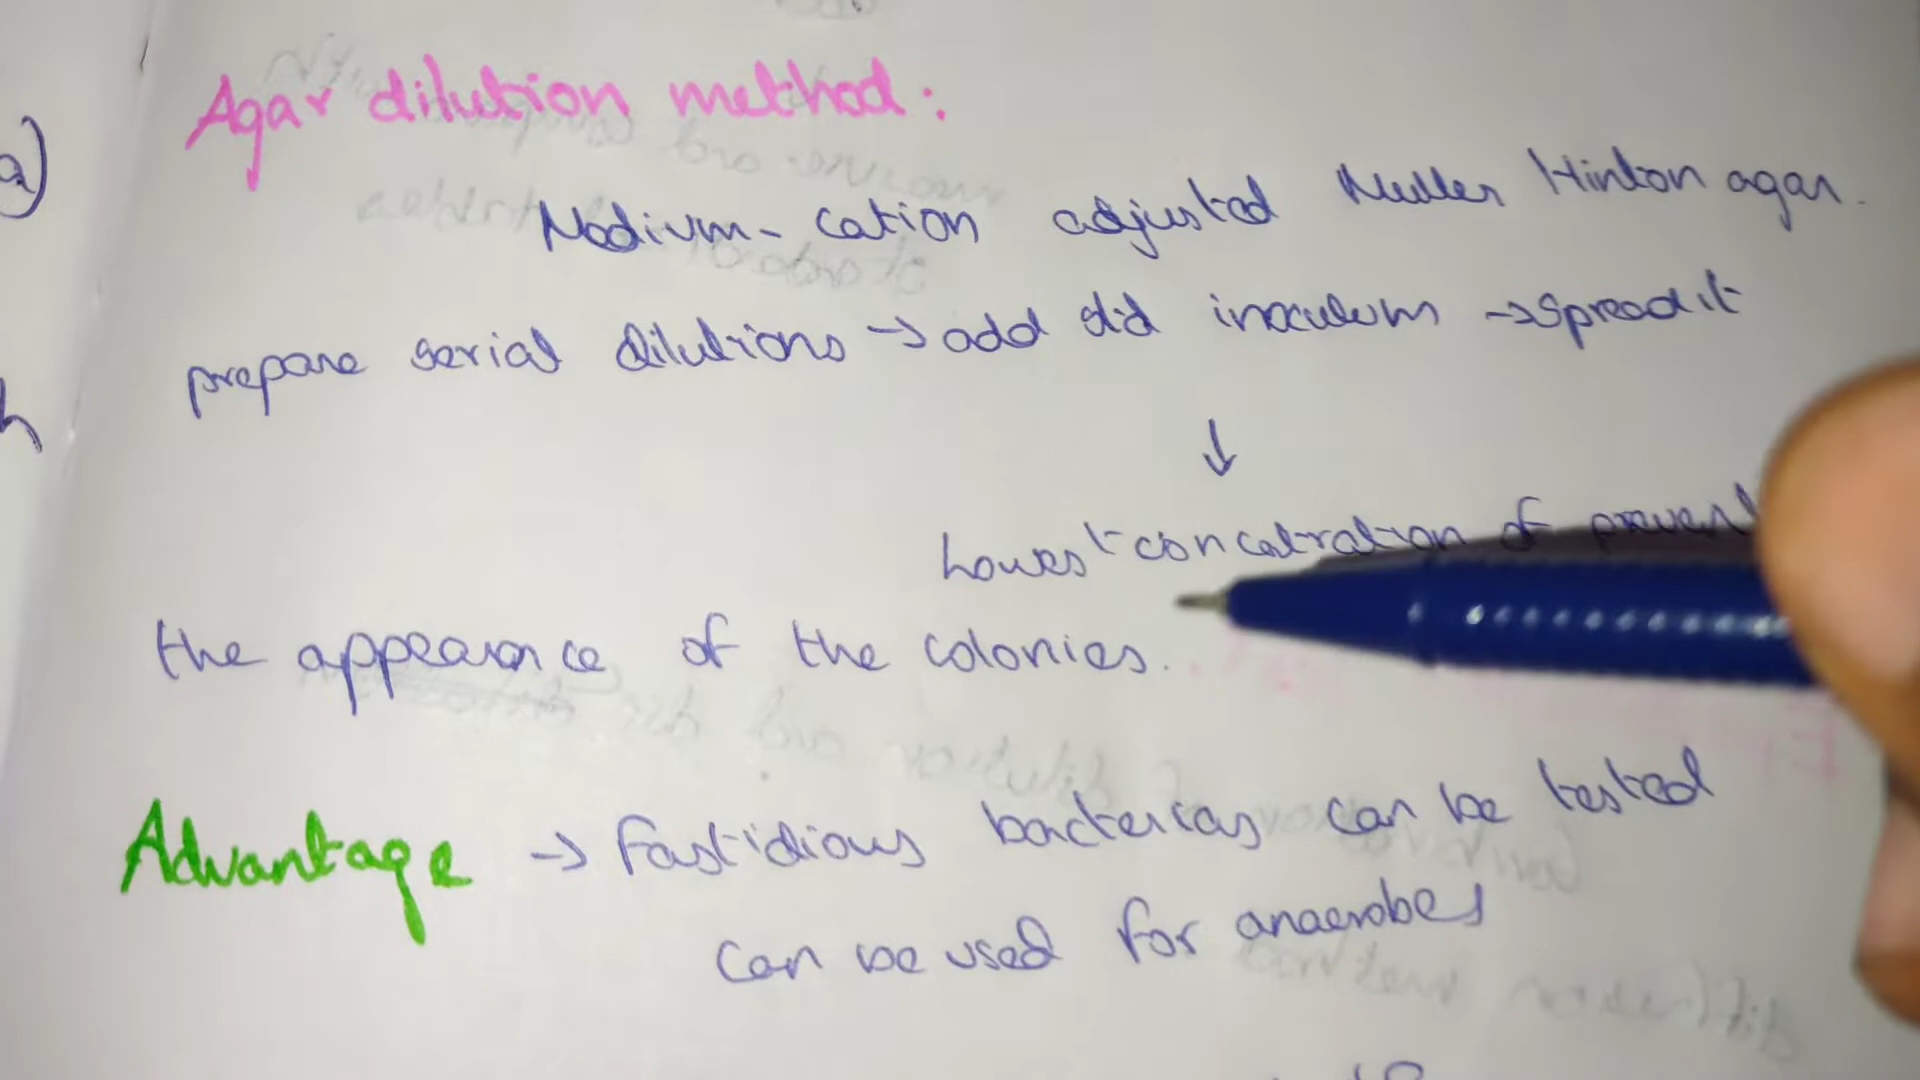 Agar dilution method:
a)
Medium- cation adjusted Muller Hinton agar.
prepare serial dilutions → add std inoculum → spread it
h
↓
Lowest concentration of prevent
the appearance of the colonies.
Advantage → Fastidious bacterias can be tested
can be used for anaerobes